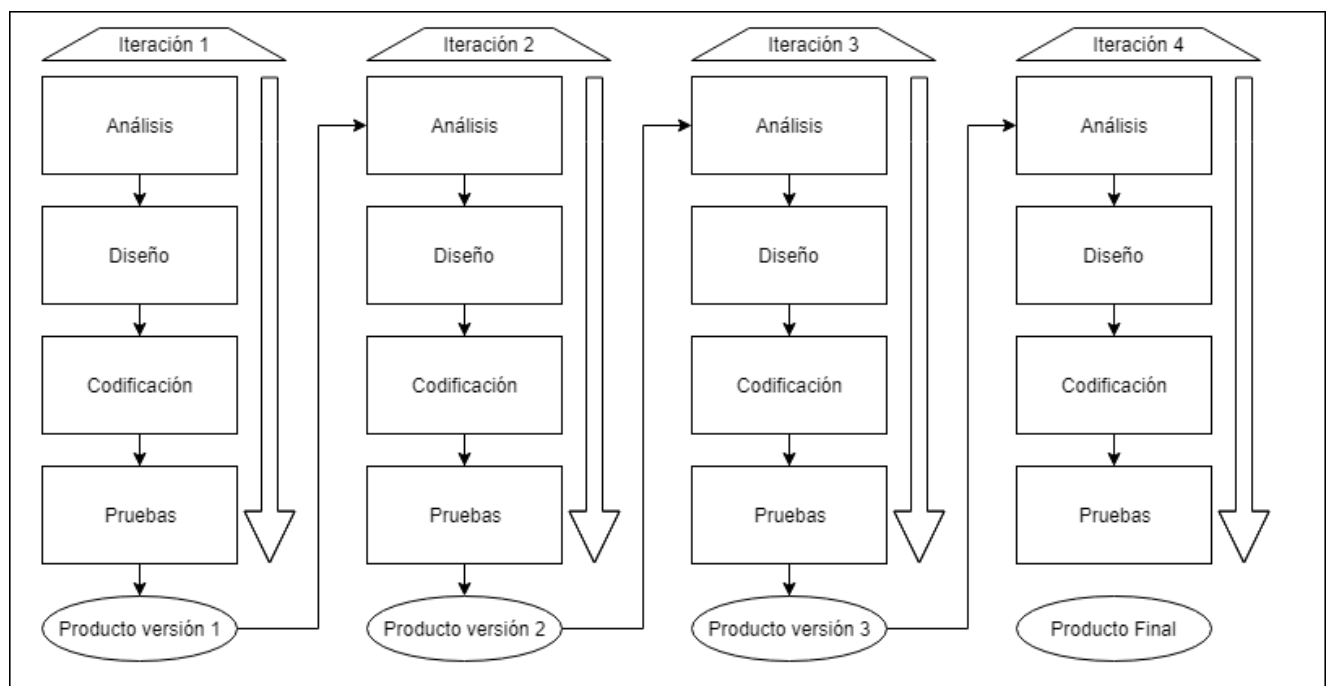 Iteración 1
Análisis
Diseño
Codificación
Pruebas
Producto versión 1
Iteración 2
Análisis
Diseño
Codificación
Pruebas
Producto versión 2
Iteración 3
Análisis
Diseño
Codificación
Pruebas
Producto versión 3
Iteración 4
Análisis
Diseño
Codificación
Pruebas
Producto Final